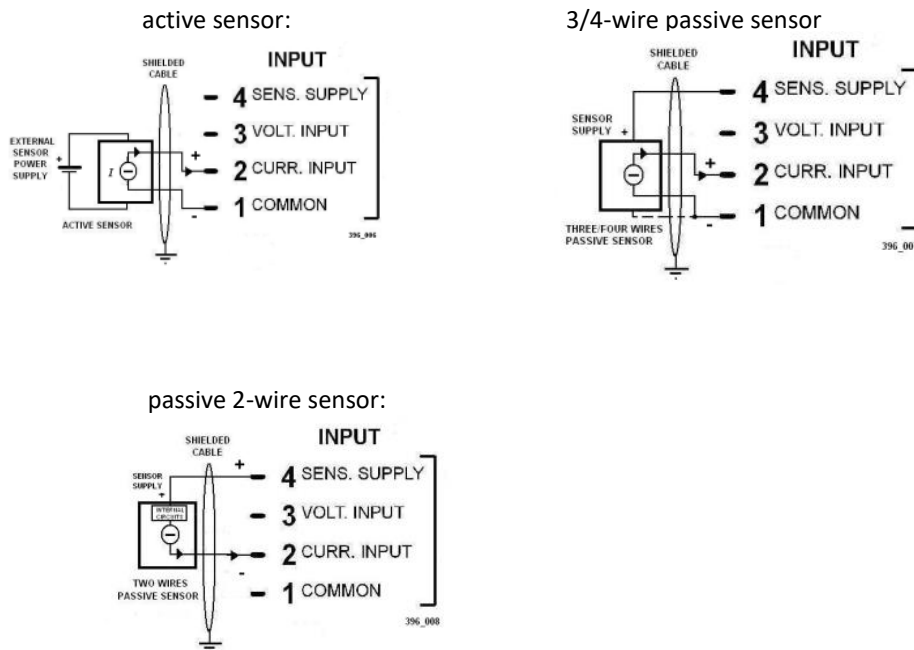 active sensor:
SHIELDED
CABLE
INPUT
4 SENS. SUPPLY
3 VOLT. INPUT
2 CURR. INPUT
1 COMMON
EXTERNAL
SENSOR
POWER
SUPPLY
+
I
+
-
ACTIVE SENSOR
396_006
3/4-wire passive sensor
SHIELDED
CABLE
INPUT
4 SENS. SUPPLY
3 VOLT. INPUT
2 CURR. INPUT
1 COMMON
SENSOR
SUPPLY +
+
-
THREE/FOUR WIRES
PASSIVE SENSOR
396_00
passive 2-wire sensor:
SHIELDED
CABLE
INPUT
+
4 SENS. SUPPLY
3 VOLT. INPUT
2 CURR. INPUT
1 COMMON
SENSOR
SUPPLY
+
INTERNAL
CIRCUITS
-
TWO WIRES
PASSIVE SENSOR
396_008